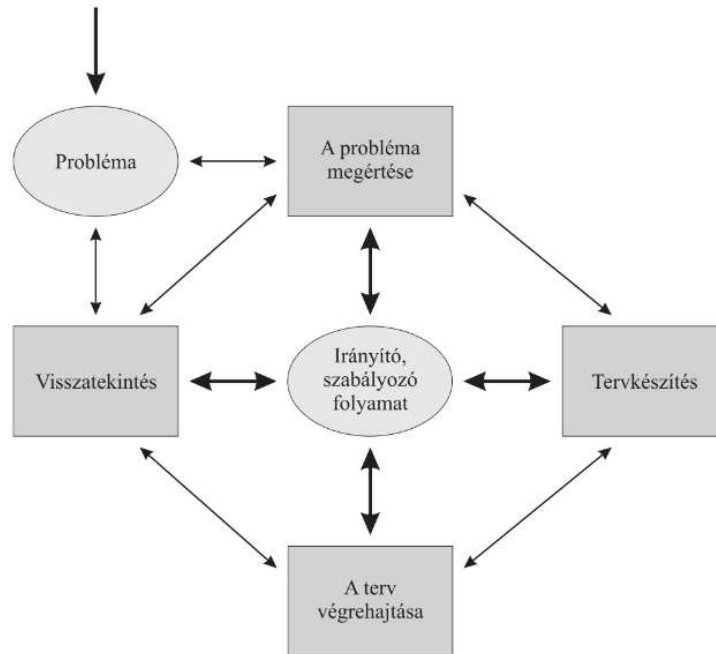 Probléma
A probléma
megértése
Visszatekintés
Irányító,
szabályozó
folyamat
Tervkészítés
A terv
végrehajtása